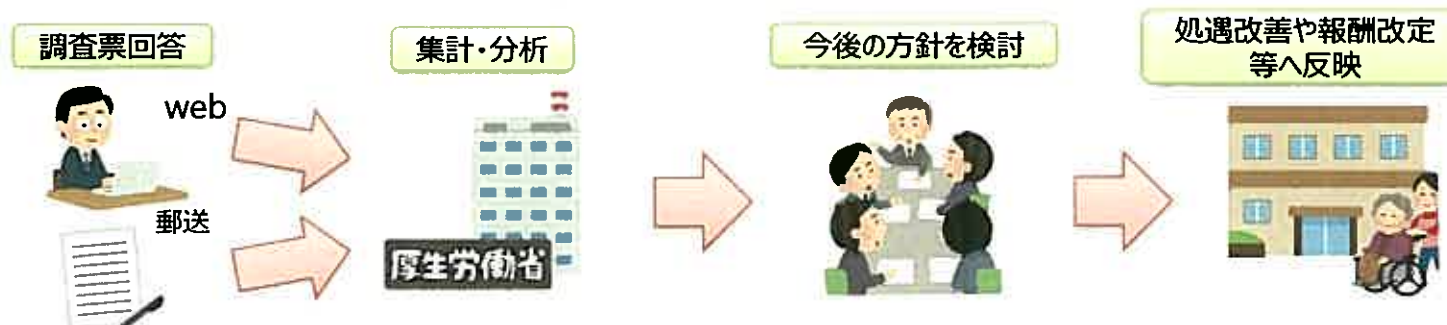 調査票回答
web
郵送
集計・分析
厚生労働省
今後の方針を検討
処遇改善や報酬改定
等へ反映